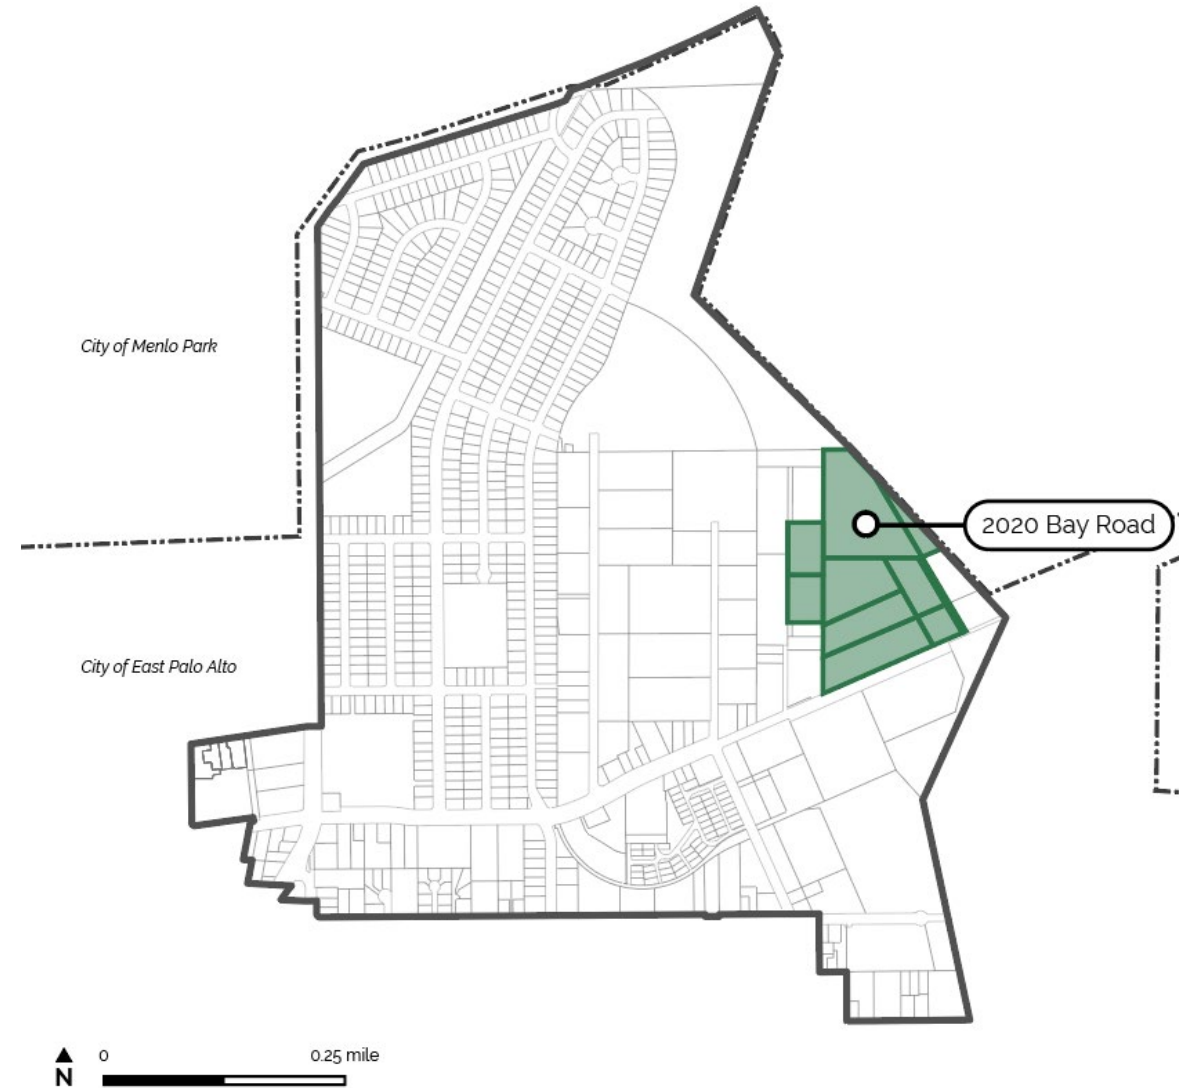 City of Menlo Park
2020 Bay Road
City of East Palo Alto
0 0.25 mile
N